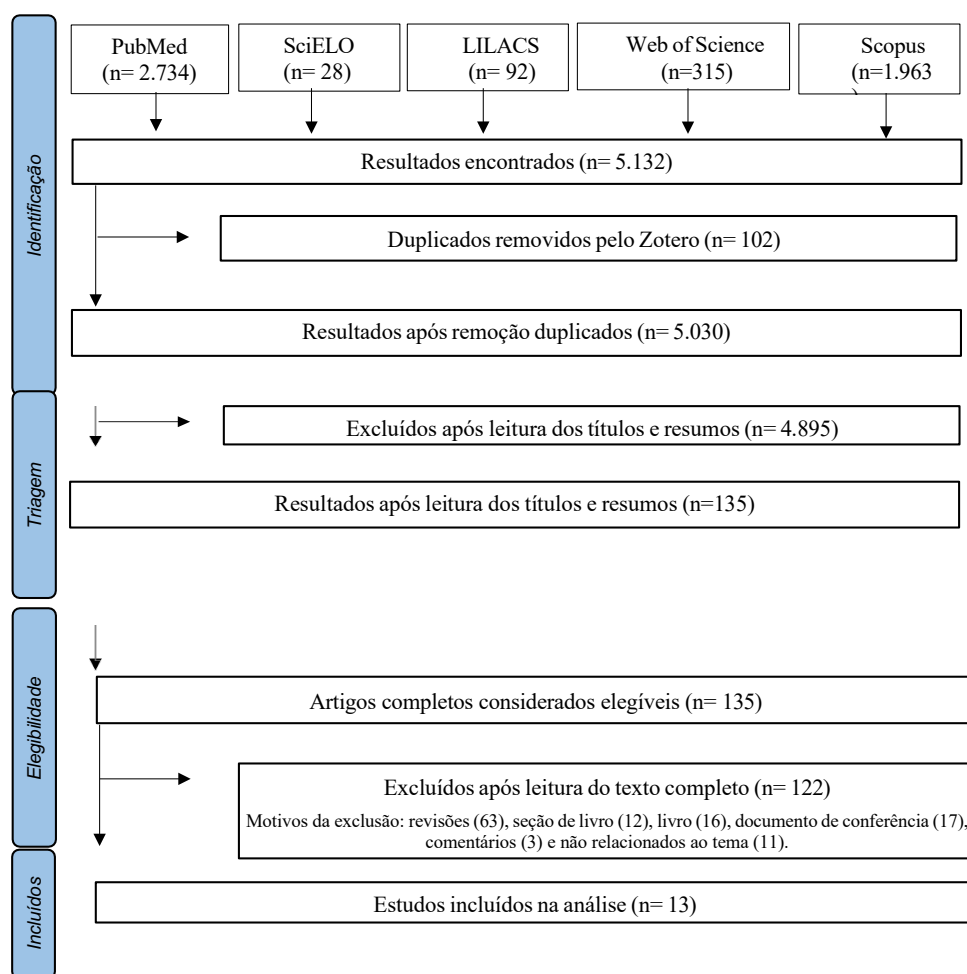 PubMed
(n= 2.734)
SciELO
(n= 28)
LILACS
(n= 92)
Web of Science
(n=315)
Scopus
(n=1.963
Identificação
Resultados encontrados (n= 5.132)
Duplicados removidos pelo Zotero (n= 102)
Resultados após remoção duplicados (n= 5.030)
Triagem
Excluídos após leitura dos títulos e resumos (n= 4.895)
Resultados após leitura dos títulos e resumos (n=135)
Elegibilidade
Artigos completos considerados elegíveis (n= 135)
Excluídos após leitura do texto completo (n= 122)
Motivos da exclusão: revisões (63), seção de livro (12), livro (16), documento de conferência (17),
comentários (3) e não relacionados ao tema (11).
Incluídos
Estudos incluídos na análise (n= 13)